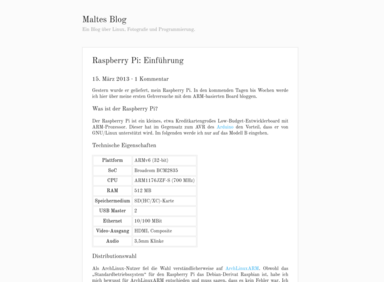 Maltes Blog
Ein Blog über Linux, Fotografie und Programmierung
Raspberry Pi: Einführung
15. März 2013 · 1 Kommentar
Gestern wurde er geliefert, mein Raspberry Pi. In den kommenden Tagen bis Wochen werde
ich hier über meine ersten Gehversuche mit dem ARM-basierten Board bloggen.
Was ist der Raspberry Pi?
Der Raspberry Pi ist ein kleines, etwa Kreditkartengroßes Low-Budget-Entwicklerboard mit
ARM-Prozessor. Dieser hat im Gegensatz zum AVR des Arduino den Vorteil, dass er von
GNU/Linux unterstützt wird. Im folgenden werde ich nur auf das Modell B eingehen.
Technische Eigenschaften
Plattform ARMv6 (32-bit)
SoC Broadcom BCM2835
CPU ARM1176JZF-S (700 MHz)
RAM 512 MB
Speichermedium SD(HC/XC)-Karte
USB Master 2
Ethernet 10/100 MBit
Video-Ausgang HDMI, Composite
Audio 3,5mm Klinke
Distributionswahl
Als ArchLinux-Nutzer fiel die Wahl verständlicherweise auf ArchLinuxARM. Obwohl das
„Standardbetriebssystem“ für den Raspberry Pi das Debian-Derivat Raspbian ist, habe ich
mich bewusst für ArchLinuxARM entschieden und muss sagen, dass es kein Fehler war. Ich